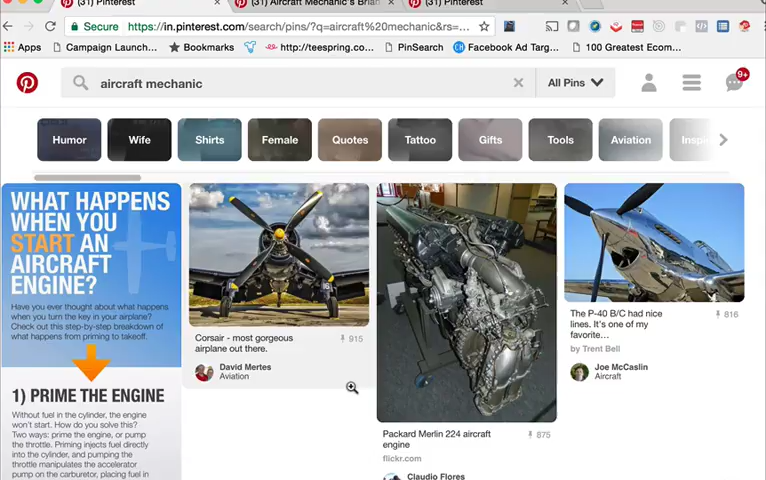 (31) Pinterest
(31) Aircraft Mechanic's Brian
(31) Pinterest
Secure
https://in.pinterest.com/search/pins/?q=aircraft%20mechanic&rs=...
Apps
Campaign Launch...
Bookmarks
http://teespring.c...
PinSearch
Facebook Ad Targ...
100 Greatest Ecom...
aircraft mechanic
All Pins
9+
Humor
Wife
Shirts
Female
Quotes
Tattoo
Gifts
Tools
Aviation
Inspi
WHAT HAPPENS
WHEN YOU
START AN
AIRCRAFT
ENGINE?
Have you ever thought about what happens
when you turn the key in your airplane?
Check out this step-by-step breakdown of
what happens from priming to takeoff.
1) PRIME THE ENGINE
Without fuel in the cylinder, the engine
won't start. How do you solve this?
Two ways: prime the engine, or pump
the throttle. Priming injects fuel directly
into the cylinder, and pumping the
throttle manipulates the accelerator
pump on the carburetor, placing fuel in
16
Corsair - most gorgeous
airplane out there.
915
David Mertes
Aviation
Packard Merlin 224 aircraft
engine
875
flickr.com
Claudio Flores
The P-40 B/C had nice
lines. It's one of my
favorite...
816
by Trent Bell
Joe McCaslin
Aircraft